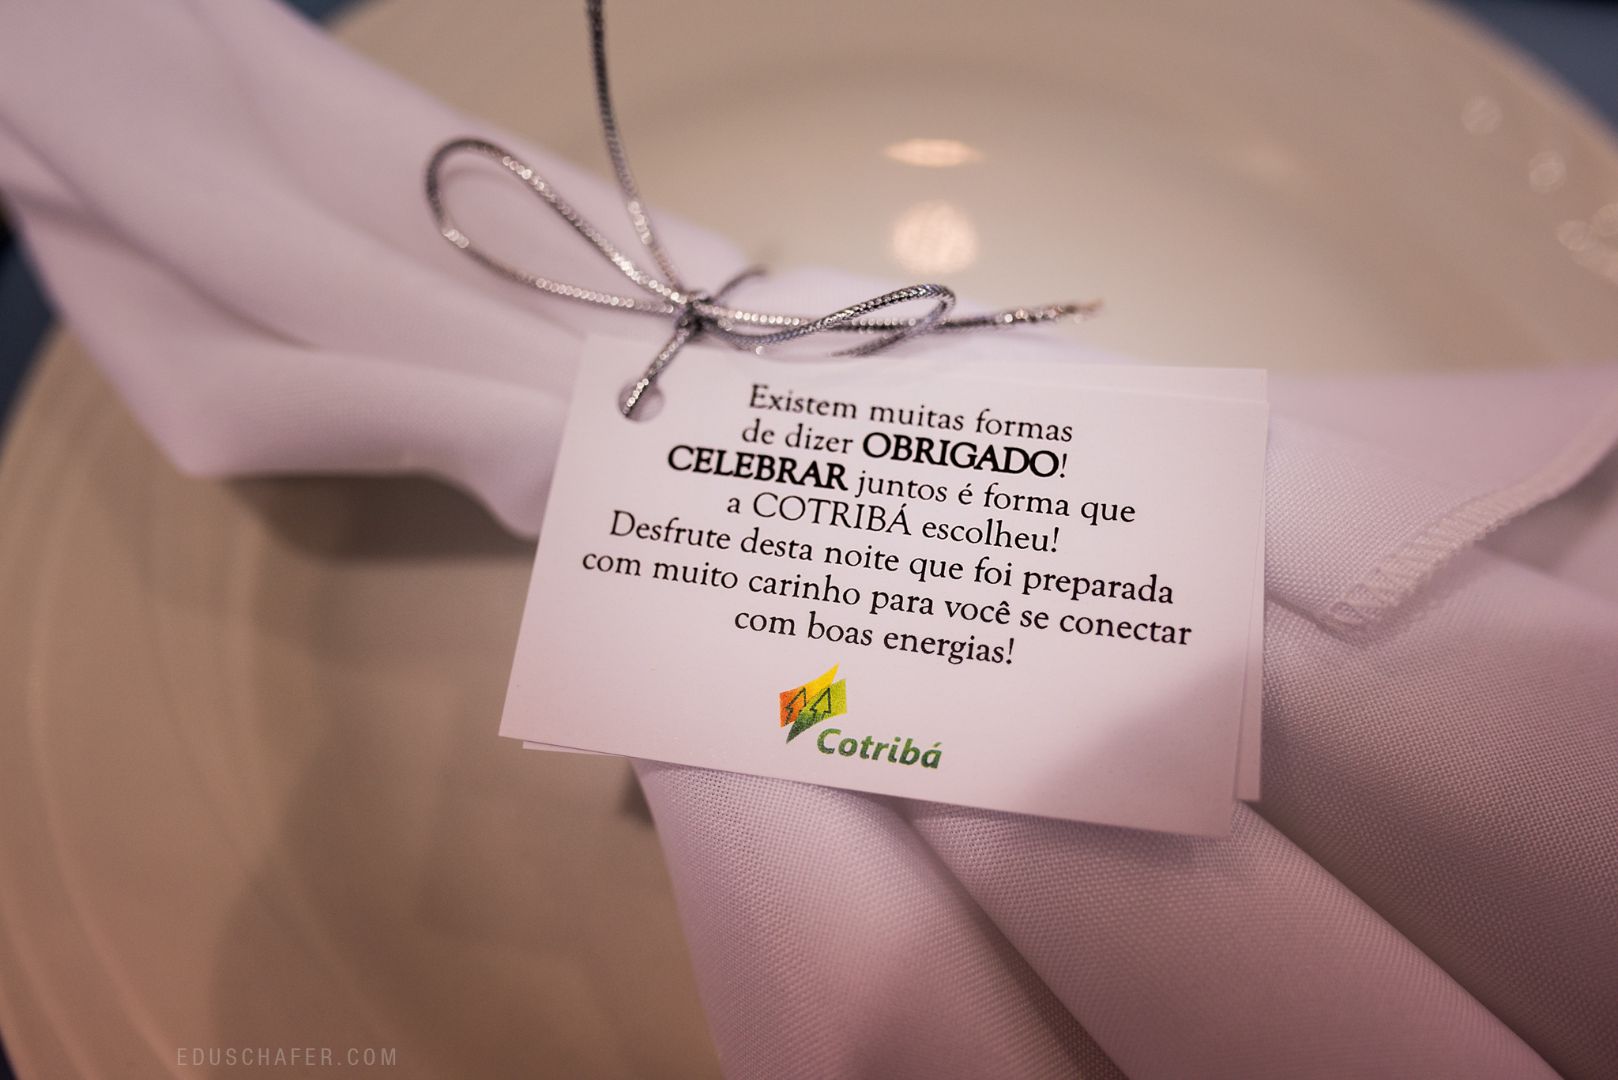 Existem muitas formas
de dizer OBRIGADO!
CELEBRAR juntos é forma que
a COTRIBÁ escolheu!
Desfrute desta noite que foi preparada
com muito carinho para você se conectar
com boas energias!
Cotribá
EDUSCHAFER.COM